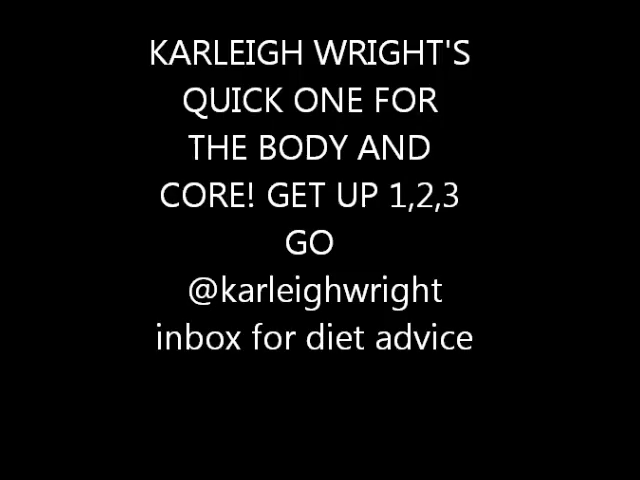 KARLEIGH WRIGHT'S
QUICK ONE FOR
THE BODY AND
CORE! GET UP 1,2,3
GO
@karleighwright
inbox for diet advice